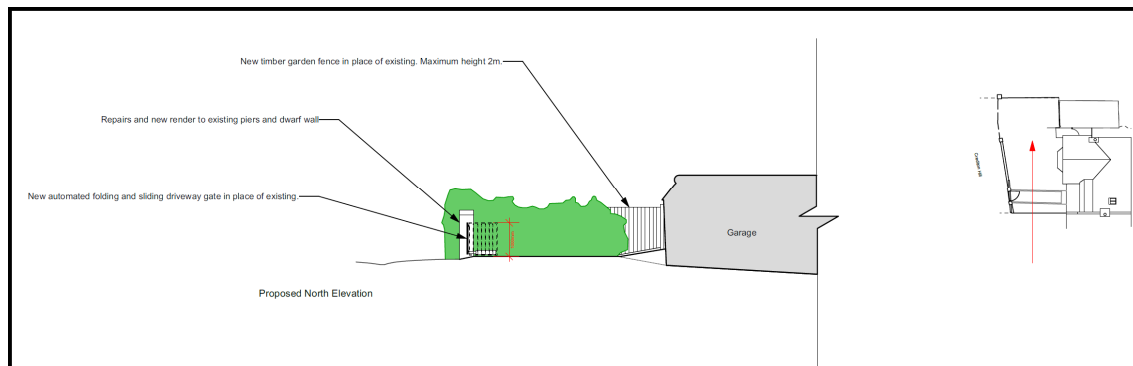 New timber garden fence in place of existing. Maximum height 2m.
Repairs and new render to existing piers and dwarf wall
New automated folding and sliding driveway gate in place of existing.
Garage
Proposed North Elevation